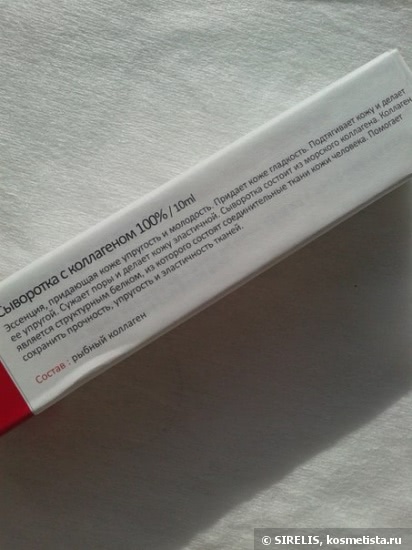 Сыворотка с коллагеном 100% / 10ml
Эссенция, придающая коже упругость и молодость. Придает коже гладкость. Подтягивает кожу и делает
ее упругой. Сужает поры и делает кожу эластичной. Сыворотка состоит из морского коллагена. Коллаген
является структурным белком, из которого состоят соединительные ткани кожи человека. Помогает
сохранить прочность, упругость и эластичность тканей.
Состав : рыбный коллаген
© SIRELIS, kosmetista.ru